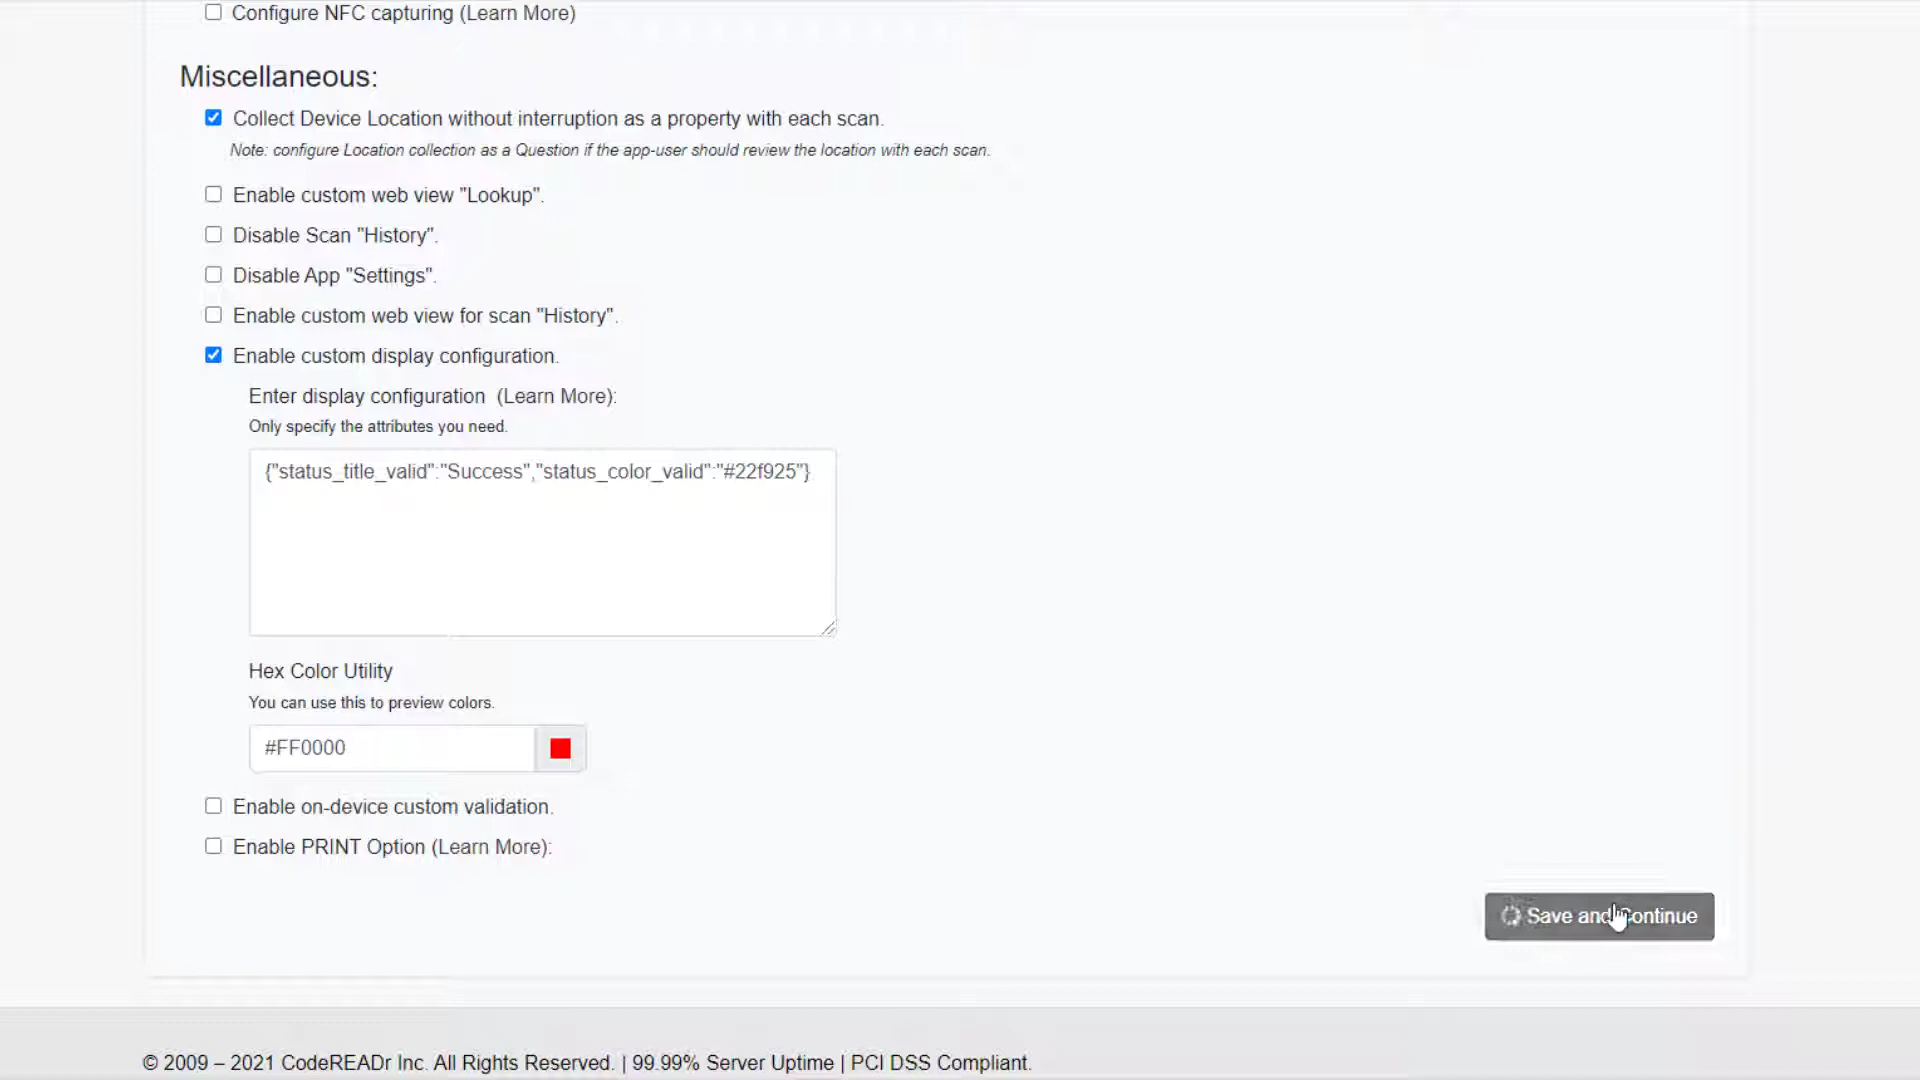 Configure NFC capturing (Learn More)
Miscellaneous:
Collect Device Location without interruption as a property with each scan.
Note: configure Location collection as a Question if the app-user should review the location with each scan.
Enable custom web view "Lookup".
Disable Scan "History".
Disable App "Settings".
Enable custom web view for scan "History".
Enable custom display configuration.
Enter display configuration (Learn More):
Only specify the attributes you need.
{"status_title_valid":"Success","status_color_valid":"#22f925"}
Hex Color Utility
You can use this to preview colors.
#FF0000
Enable on-device custom validation.
Enable PRINT Option (Learn More):
Save and Continue
© 2009 – 2021 CodeREADr Inc. All Rights Reserved. | 99.99% Server Uptime | PCI DSS Compliant.